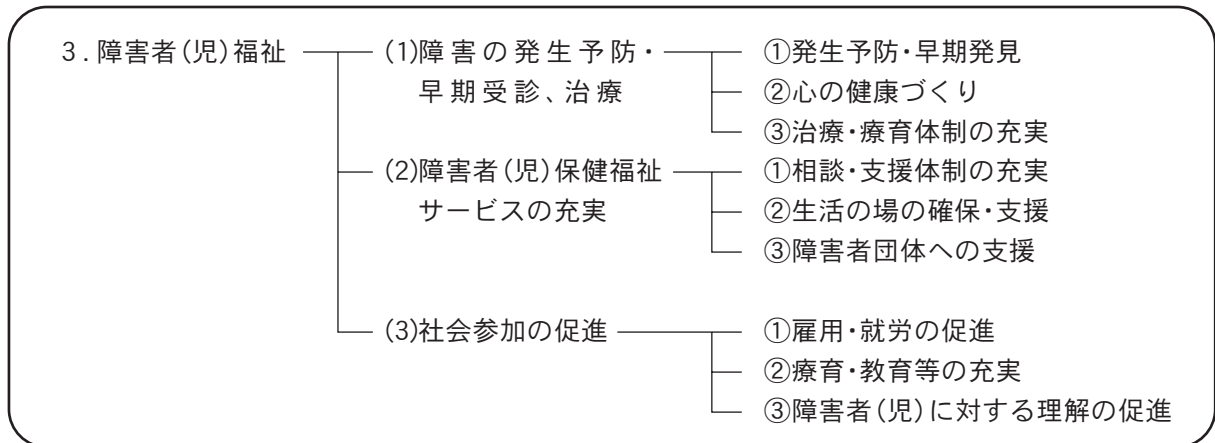 3.障害者(児)福祉
(1)障害の発生予防・
早期受診、治療
①発生予防・早期発見
②心の健康づくり
③治療・療育体制の充実
(2)障害者(児)保健福祉
サービスの充実
①相談・支援体制の充実
②生活の場の確保・支援
③障害者団体への支援
(3)社会参加の促進
①雇用・就労の促進
②療育・教育等の充実
③障害者(児)に対する理解の促進